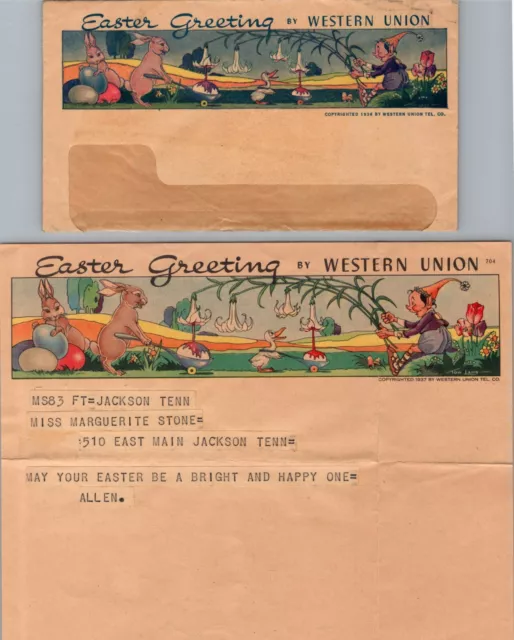 Easter Greeting BY WESTERN UNION
COPYRIGHTED 1936 BY WESTERN UNION TEL. CO.
Easter Greeting BY WESTERN UNION 704
COPYRIGHTED 1937 BY WESTERN UNION TEL. CO.
MS83 FT=JACKSON TENN
MISS MARGUERITE STONE=
510 EAST MAIN JACKSON TENN=
MAY YOUR EASTER BE A BRIGHT AND HAPPY ONE=
ALLEN.